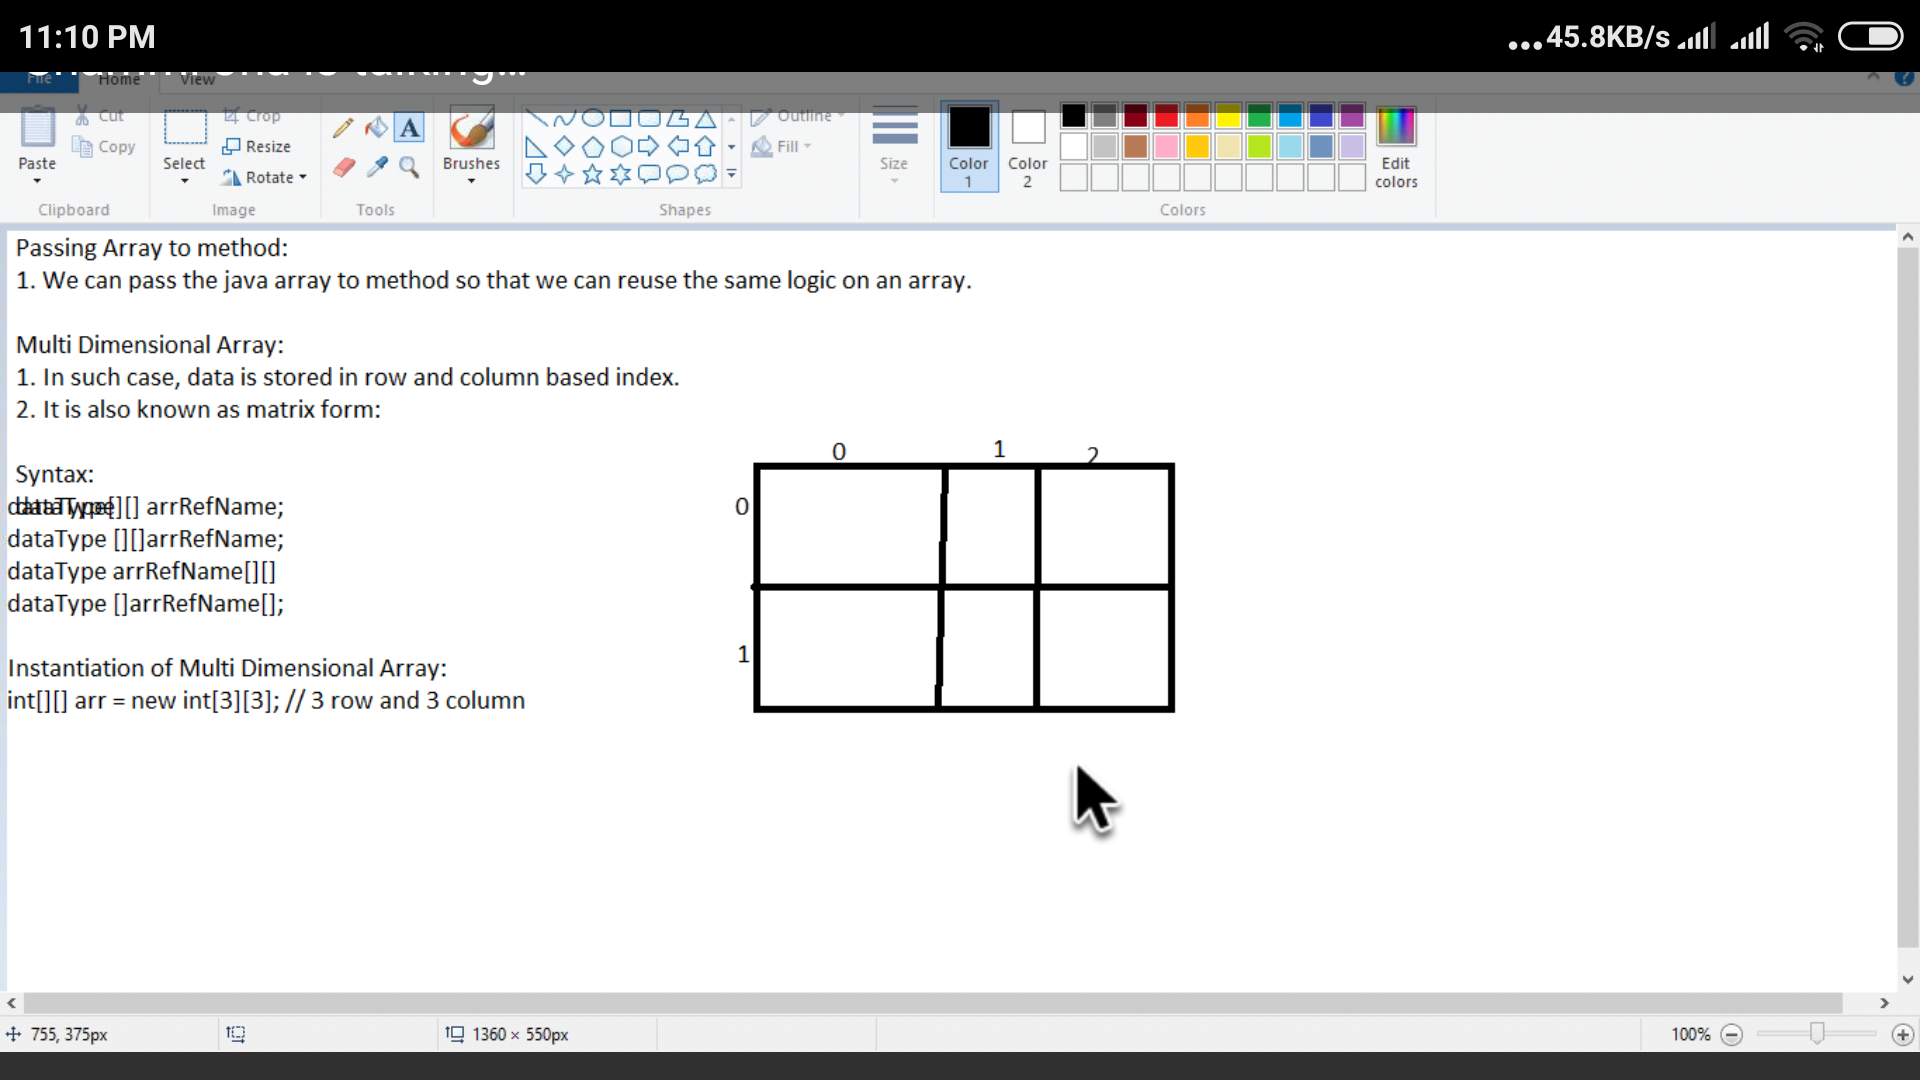 11:10 PM
...45.8KB/s
is talking...
File Home View
Cut
Copy
Paste
Clipboard
Crop
Resize
Rotate
Select
Image
Tools
Brushes
Shapes
Outline
Fill
Size
Color 1
Color 2
Edit colors
Colors
Passing Array to method:
1. We can pass the java array to method so that we can reuse the same logic on an array.
Multi Dimensional Array:
1. In such case, data is stored in row and column based index.
2. It is also known as matrix form:
0 1 2
0
1
Syntax:
dataType[][] arrRefName;
dataType [][]arrRefName;
dataType arrRefName[][]
dataType []arrRefName[];
Instantiation of Multi Dimensional Array:
int[][] arr = new int[3][3]; // 3 row and 3 column
755, 375px
1360 × 550px
100%